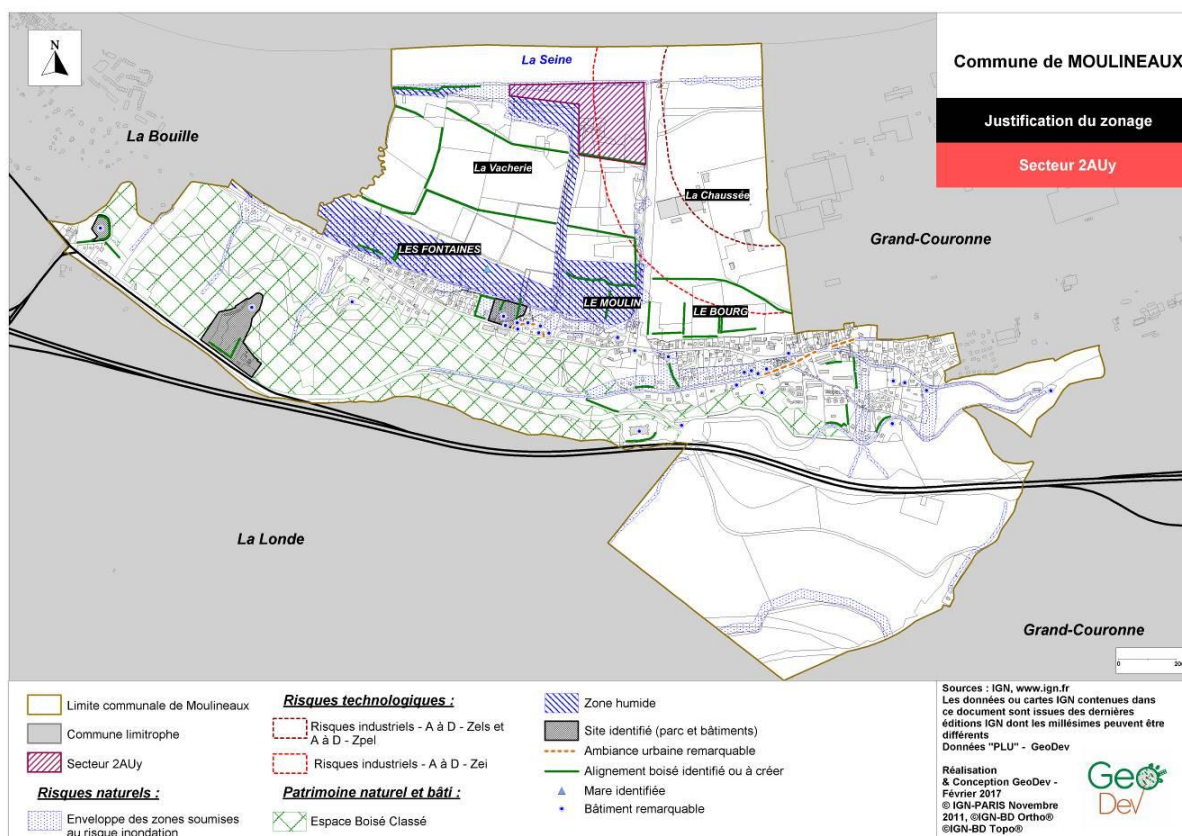 N
La Seine
Commune de MOULINEAUX
Justification du zonage
Secteur 2AUy
La Bouille
La Vacherie
La Chaussée
Grand-Couronne
LES FONTAINES
LE MOULIN
LE BOURG
La Londe
Grand-Couronne
0 200
Limite communale de Moulineaux
Commune limitrophe
Secteur 2AUy
Risques naturels :
Enveloppe des zones soumises
au risque inondation
Risques technologiques :
Risques industriels - A à D - Zels et
A à D - Zpel
Risques industriels - A à D - Zei
Patrimoine naturel et bâti :
Espace Boisé Classé
Zone humide
Site identifié (parc et bâtiments)
Ambiance urbaine remarquable
Alignement boisé identifié ou à créer
Mare identifiée
Bâtiment remarquable
Sources : IGN, www.ign.fr
Les données ou cartes IGN contenues dans
ce document sont issues des dernières
éditions IGN dont les millésimes peuvent être
différents
Données "PLU" - GeoDev
Réalisation
& Conception GeoDev -
Février 2017
© IGN-PARIS Novembre
2011, ©IGN-BD Ortho®
©IGN-BD Topo®
Geo
Dev